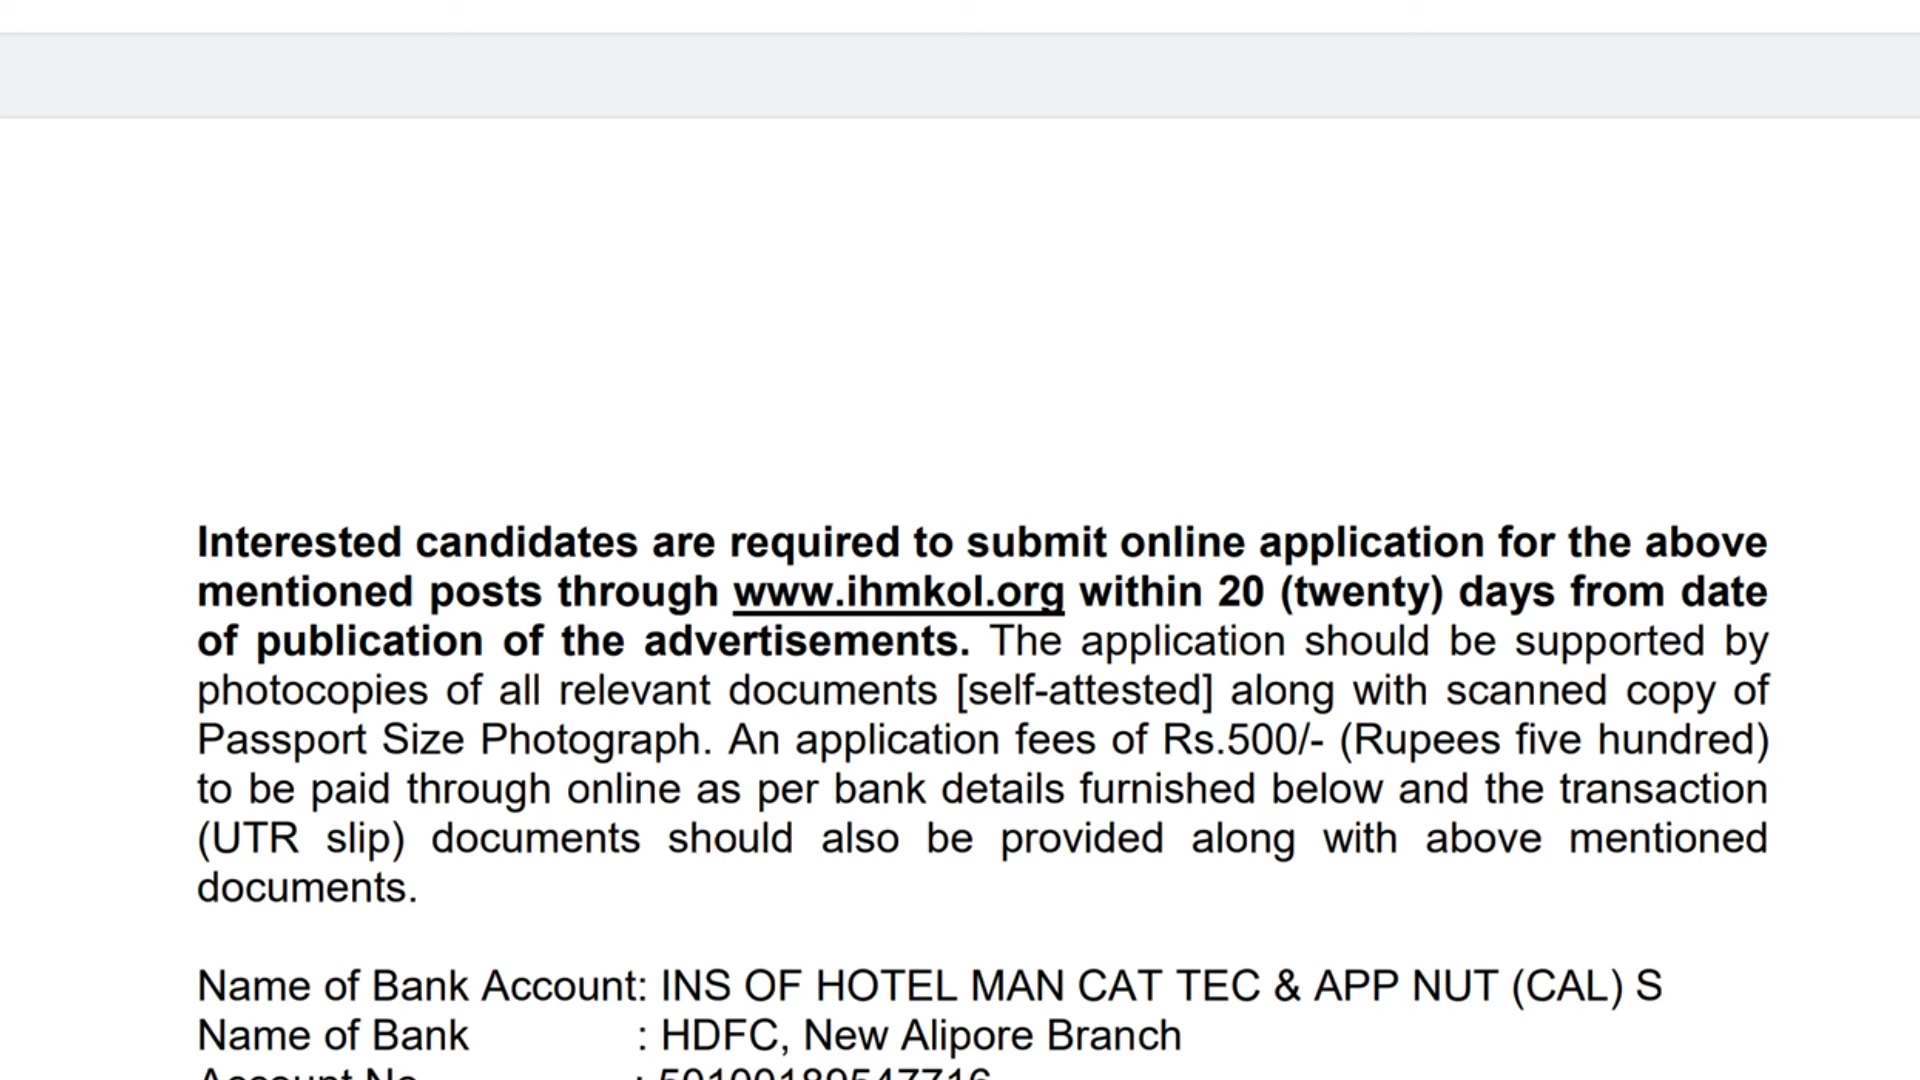 Interested candidates are required to submit online application for the above
mentioned posts through www.ihmkol.org within 20 (twenty) days from date
of publication of the advertisements. The application should be supported by
photocopies of all relevant documents [self-attested] along with scanned copy of
Passport Size Photograph. An application fees of Rs.500/- (Rupees five hundred)
to be paid through online as per bank details furnished below and the transaction
(UTR slip) documents should also be provided along with above mentioned
documents.
Name of Bank Account: INS OF HOTEL MAN CAT TEC & APP NUT (CAL) S
Name of Bank : HDFC, New Alipore Branch
Account No :